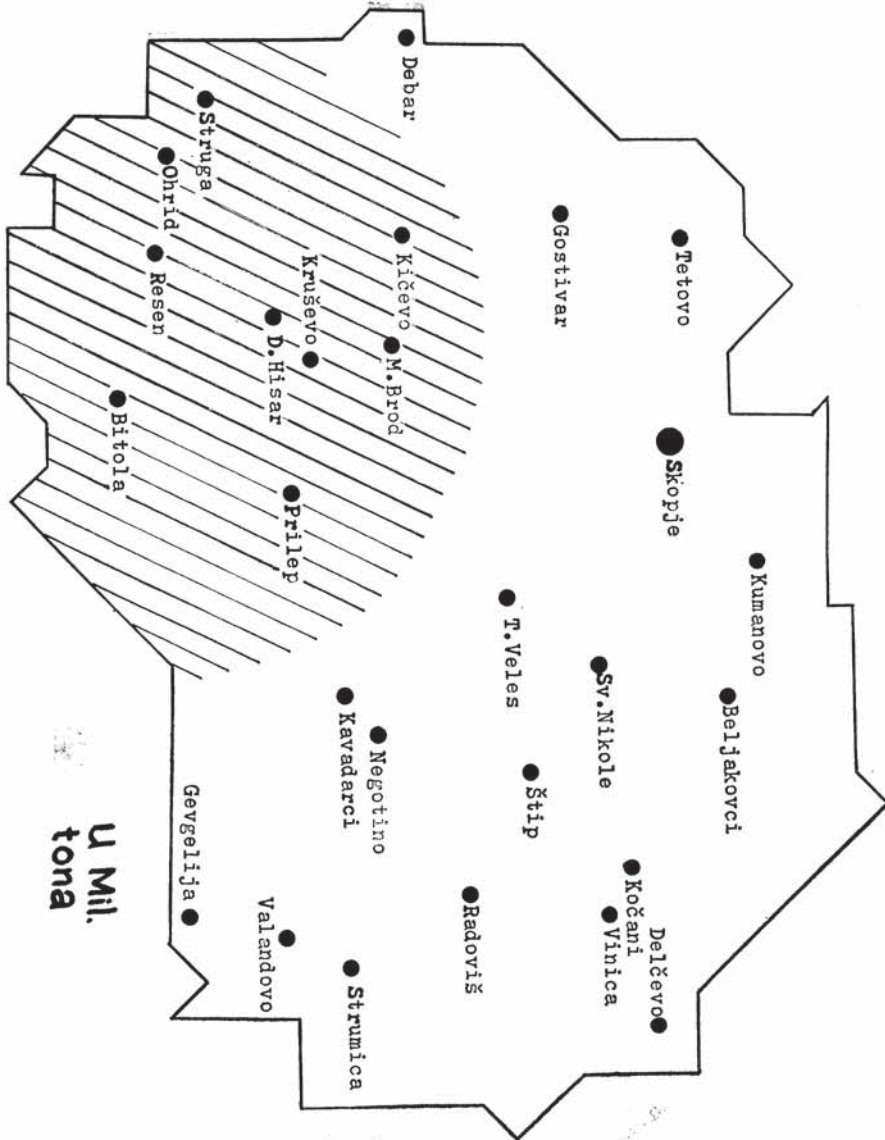 Tetovo
Kumanovo
Beljakovci
Skopje
Delčevo
Kočani
Vinica
Sv.Nikole
Gostivar
Štip
T.Veles
Radoviš
Debar
Kičevo
M.Brod
Negotino
Kavadarci
Strumica
Kruševo
D.Hisar
Prilep
Valandovo
Struga
Ohrid
Resen
Gevgelija
Bitola
U Mil.
tona